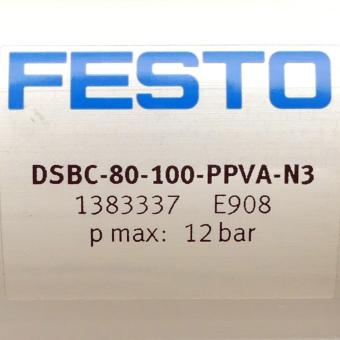 FESTO
DSBC-80-100-PPVA-N3
1383337 E908
p max: 12 bar